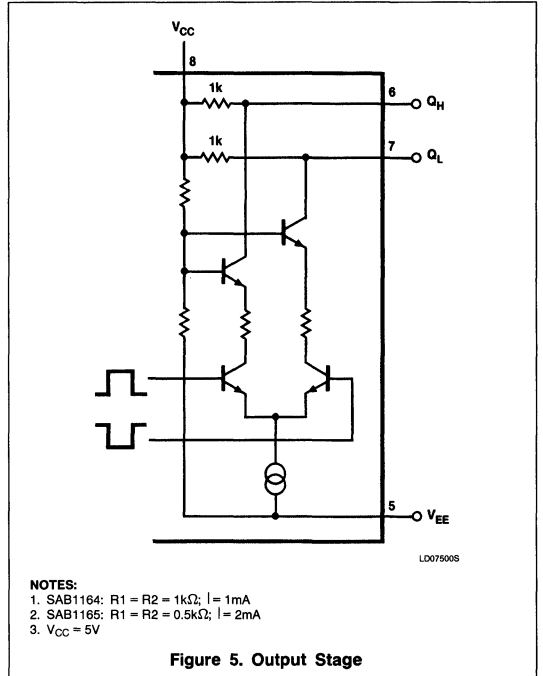 VCC
8
1k
6
QH
1k
7
QL
5
VEE
LD07500S
NOTES:
1. SAB1164: R1 = R2 = 1kΩ; I = 1mA
2. SAB1165: R1 = R2 = 0.5kΩ; I = 2mA
3. VCC = 5V
Figure 5. Output Stage